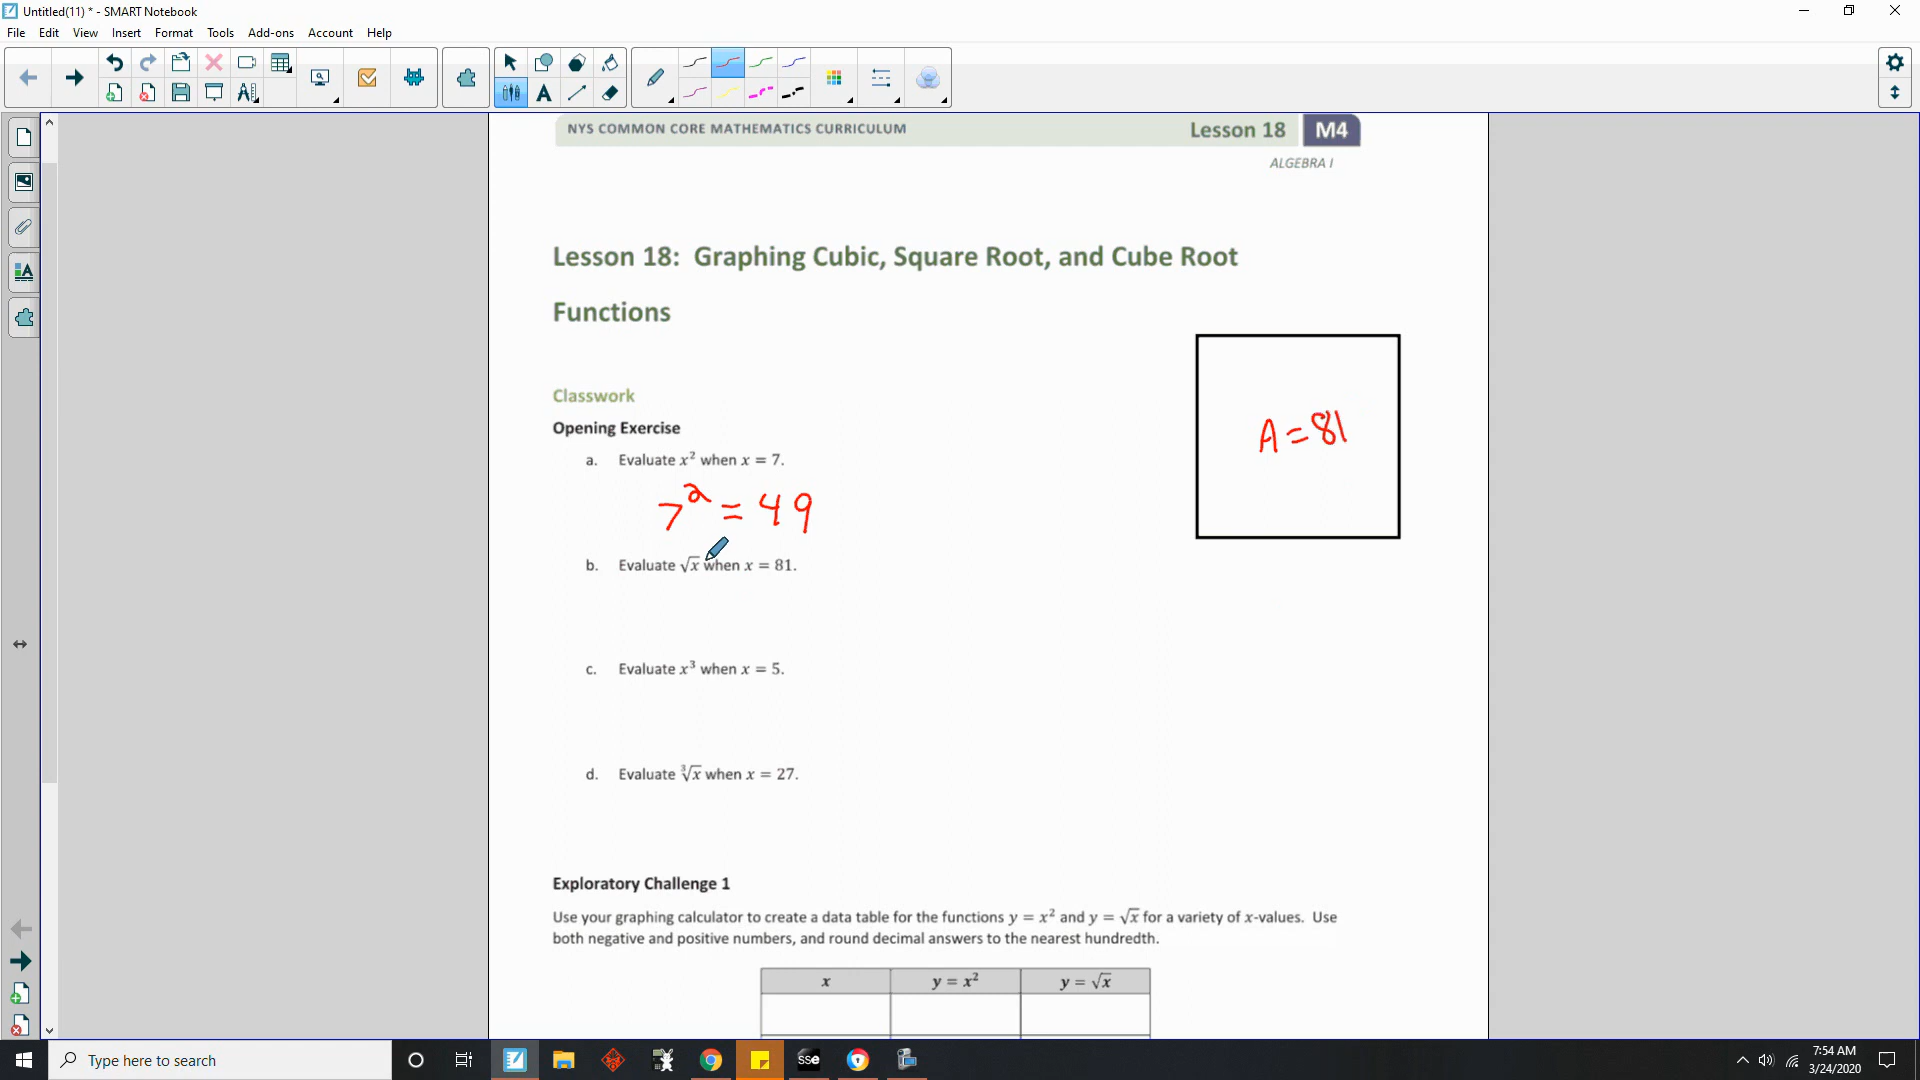 Untitled(11) * - SMART Notebook
File Edit View Insert Format Tools Add-ons Account Help
NYS COMMON CORE MATHEMATICS CURRICULUM Lesson 18 M4
ALGEBRA I
Lesson 18: Graphing Cubic, Square Root, and Cube Root
Functions
A = 81
Classwork
Opening Exercise
a. Evaluate x² when x = 7.
7² = 49
b. Evaluate √x when x = 81.
c. Evaluate x³ when x = 5.
d. Evaluate ∛x when x = 27.
Exploratory Challenge 1
Use your graphing calculator to create a data table for the functions y = x² and y = √x for a variety of x-values. Use
both negative and positive numbers, and round decimal answers to the nearest hundredth.
x y = x² y = √x
Type here to search
sse
7:54 AM
3/24/2020